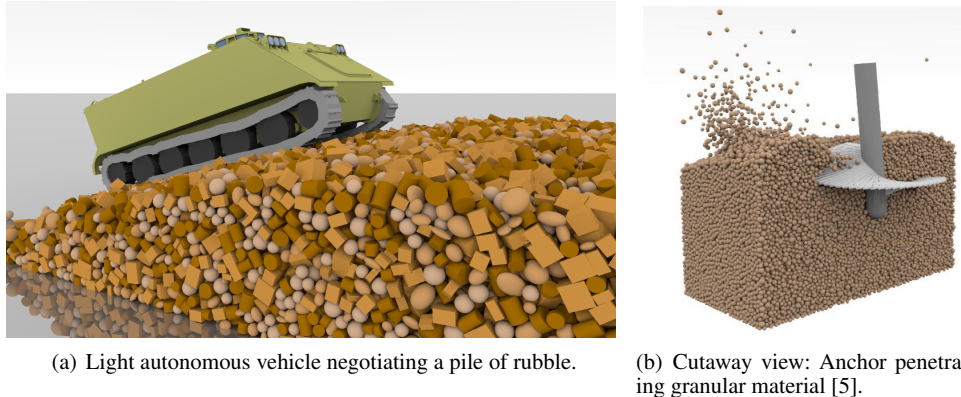 (a) Light autonomous vehicle negotiating a pile of rubble.
(b) Cutaway view: Anchor penetra
ing granular material [5].